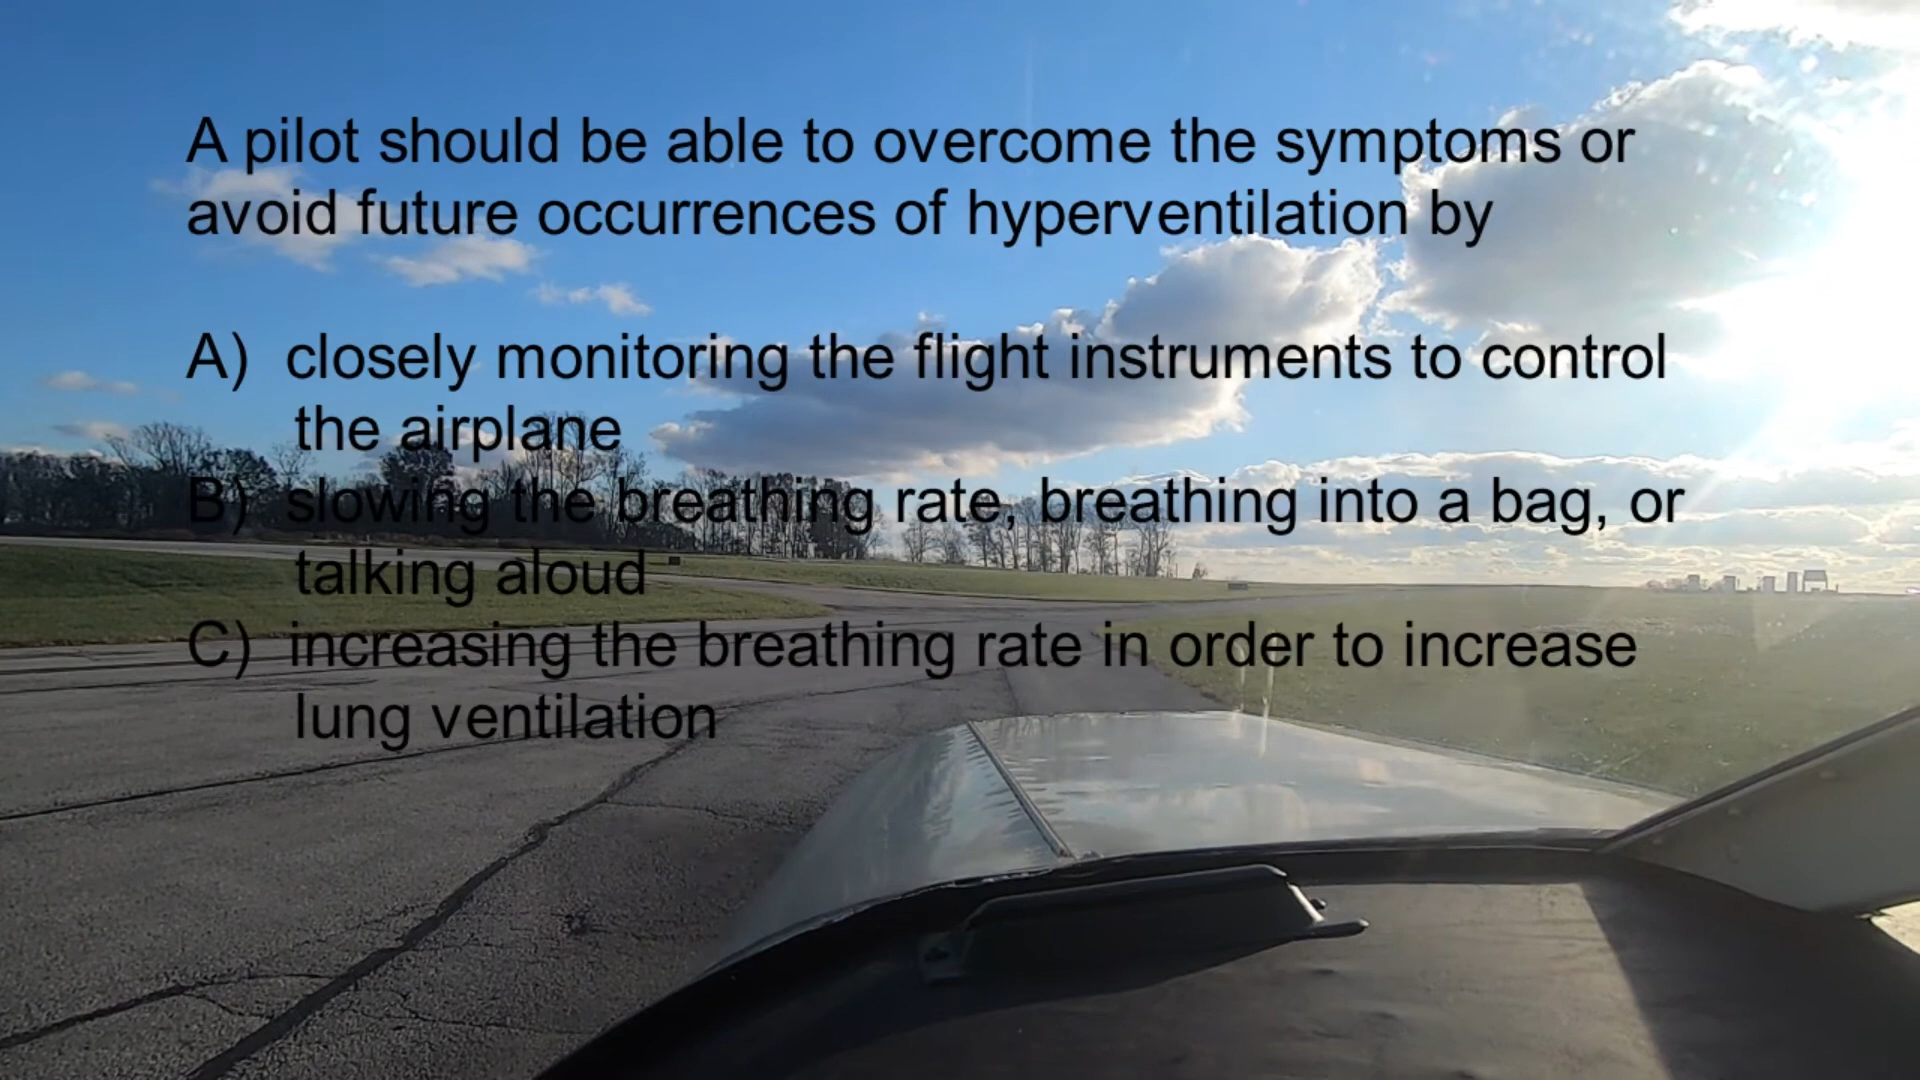 A pilot should be able to overcome the symptoms or
avoid future occurrences of hyperventilation by
A) closely monitoring the flight instruments to control
the airplane
B) slowing the breathing rate, breathing into a bag, or
talking aloud
C) increasing the breathing rate in order to increase
lung ventilation